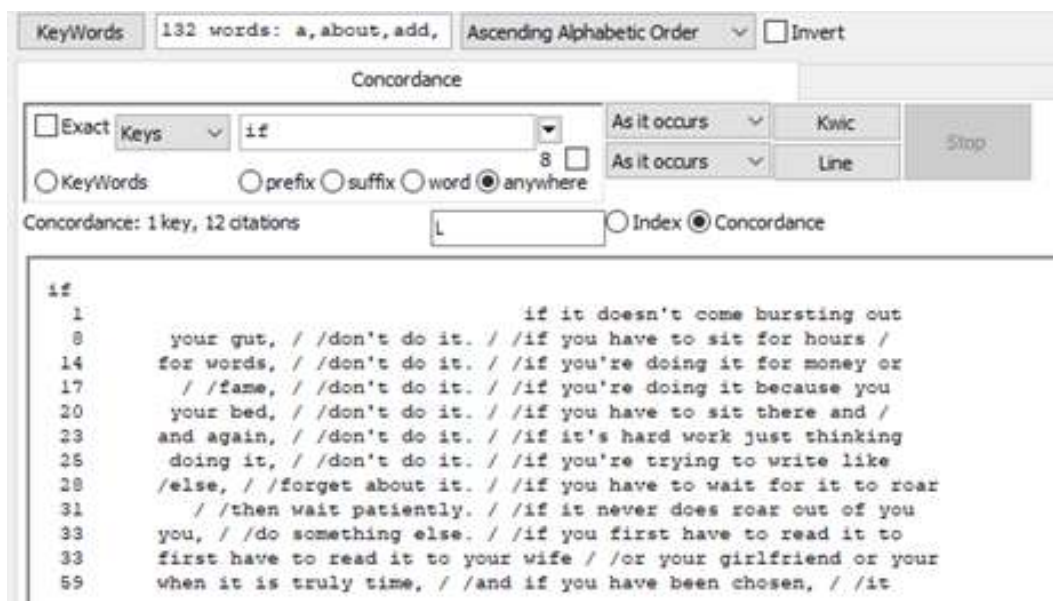 KeyWords 132 words: a,about,add, Ascending Alphabetic Order Invert
Concordance
Exact Keys if As it occurs Kwic Stop
8 As it occurs Line
KeyWords prefix suffix word anywhere
Concordance: 1 key, 12 citations L Index Concordance
if
1 if it doesn't come bursting out
8 your gut, / /don't do it. / /if you have to sit for hours /
14 for words, / /don't do it. / /if you're doing it for money or
17 / /fame, / /don't do it. / /if you're doing it because you
20 your bed, / /don't do it. / /if you have to sit there and /
23 and again, / /don't do it. / /if it's hard work just thinking
25 doing it, / /don't do it. / /if you're trying to write like
28 /else, / /forget about it. / /if you have to wait for it to roar
31 / /then wait patiently. / /if it never does roar out of you
33 you, / /do something else. / /if you first have to read it to
33 first have to read it to your wife / /or your girlfriend or your
59 when it is truly time, / /and if you have been chosen, / /it